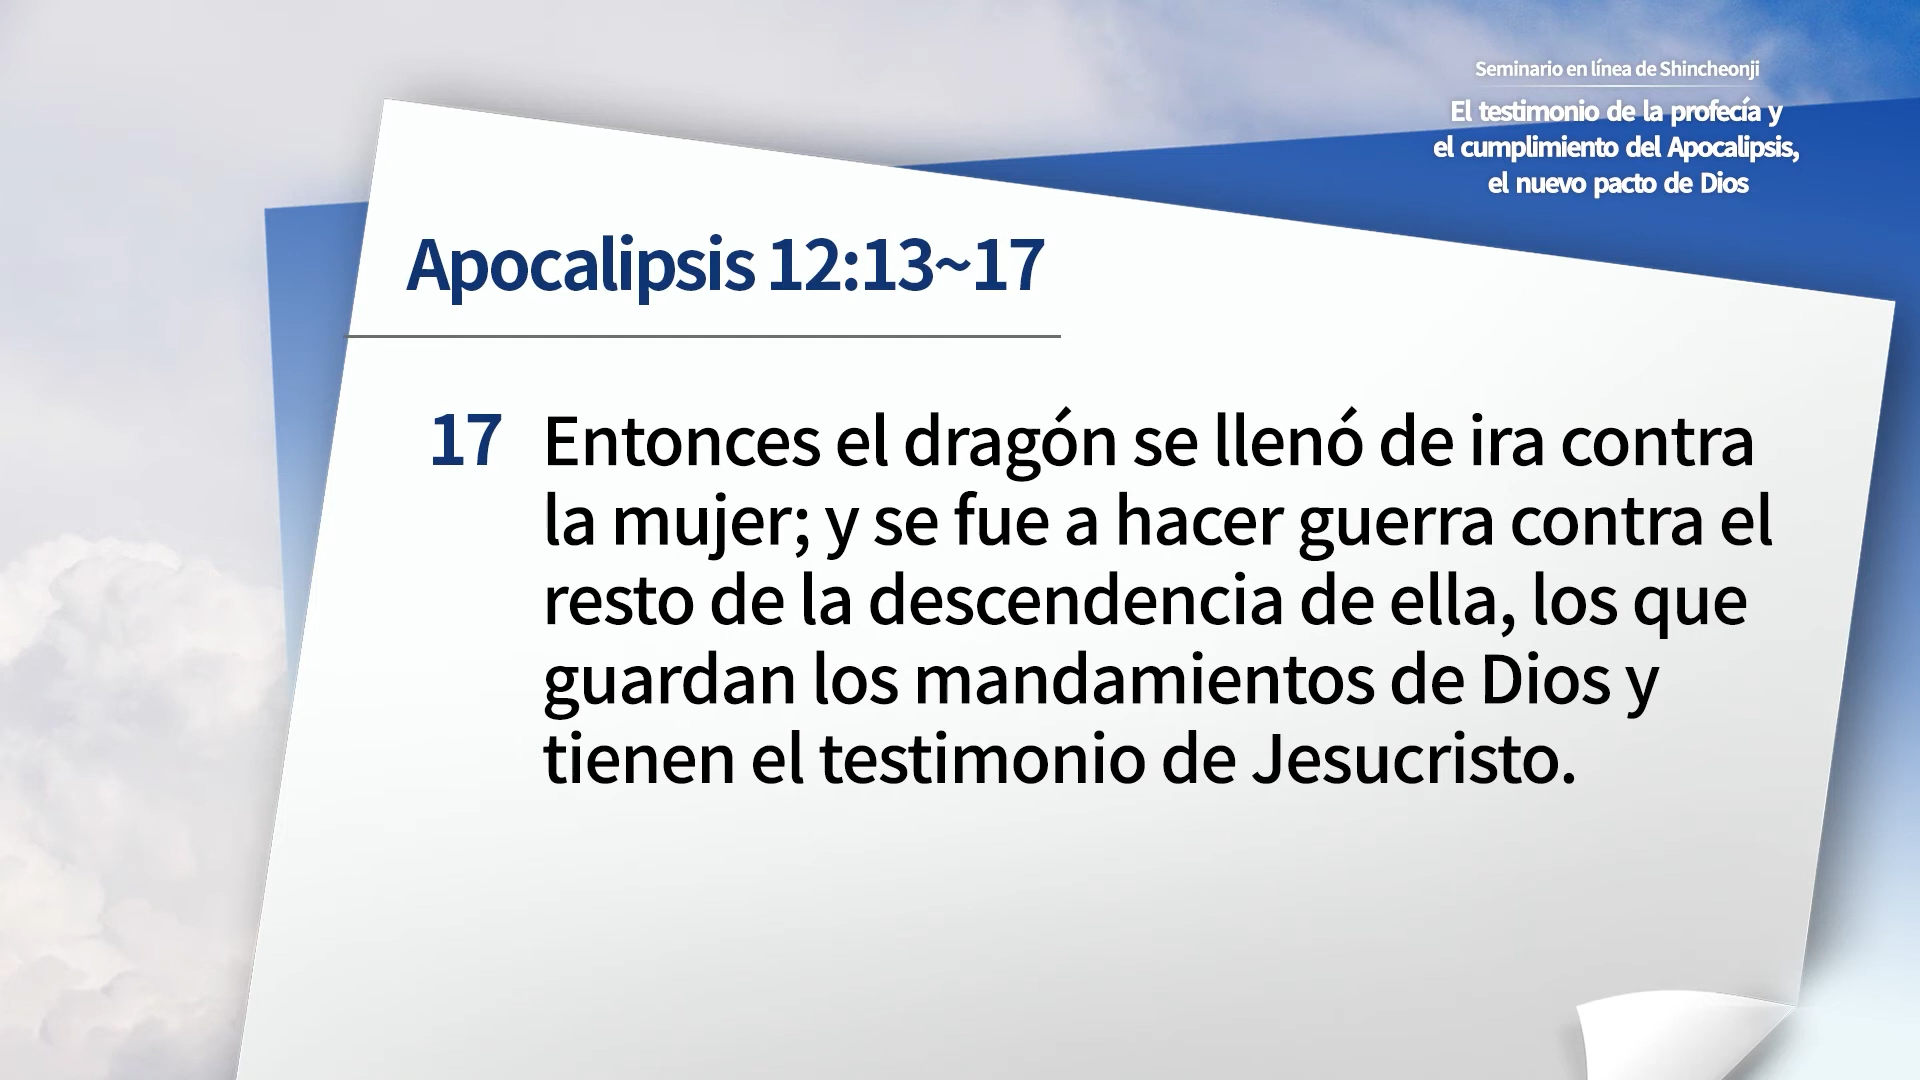 Seminario en línea de Shincheonji
El testimonio de la profecía y
el cumplimiento del Apocalipsis,
el nuevo pacto de Dios
Apocalipsis 12:13~17
17 Entonces el dragón se llenó de ira contra
la mujer; y se fue a hacer guerra contra el
resto de la descendencia de ella, los que
guardan los mandamientos de Dios y
tienen el testimonio de Jesucristo.